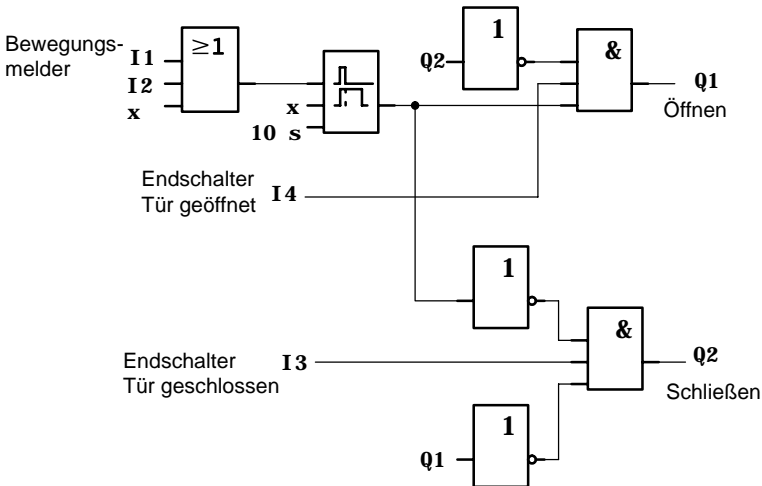 Bewegungs-
melder
I1
I2
x
≥1
x
10 s
Q2
1
&
Q1
Öffnen
Endschalter
Tür geöffnet
I4
1
Endschalter
Tür geschlossen
I3
&
Q2
Schließen
Q1
1